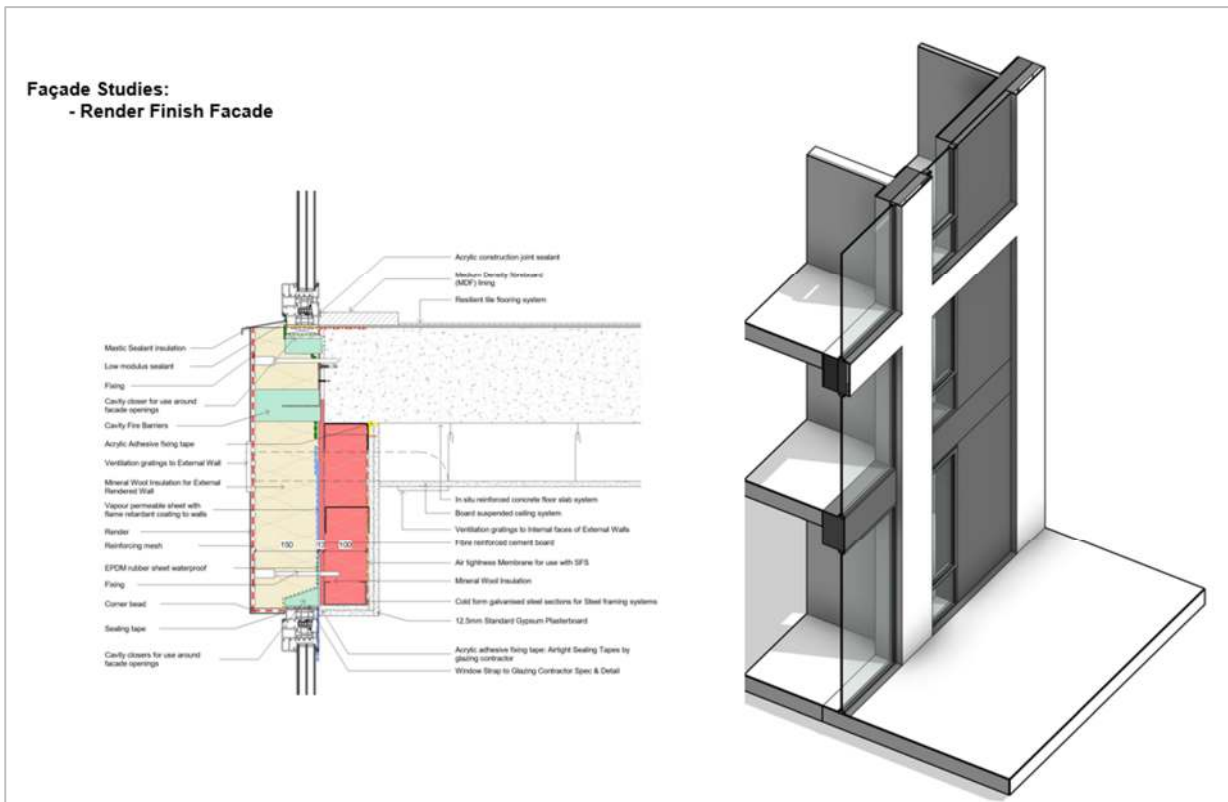 Façade Studies:
- Render Finish Facade
Acrylic construction joint sealant
Medium Density fibreboard
(MDF) lining
Resilient tile flooring system
Mastic Sealant insulation
Low modulus sealant
Fixing
Cavity closer for use around
facade openings
Cavity Fire Barriers
Acrylic Adhesive fixing tape
Ventilation gratings to External Wall
Mineral Wool Insulation for External
Rendered Wall
Vapour permeable sheet with
flame retardant coating to walls
Render
Reinforcing mesh
EPDM rubber sheet waterproof
Fixing
Corner bead
Sealing tape
Cavity closers for use around
facade openings
150
100
In situ reinforced concrete floor slab system
Board suspended ceiling system
Ventilation gratings to Internal faces of External Walls
Fibre reinforced cement board
Air tightness Membrane for use with SFS
Mineral Wool Insulation
Cold form galvanised steel sections for Steel framing systems
12.5mm Standard Gypsum Plasterboard
Acrylic adhesive fixing tape: Airtight Sealing Tapes by
glazing contractor
Window Strap to Glazing Contractor Spec & Detail